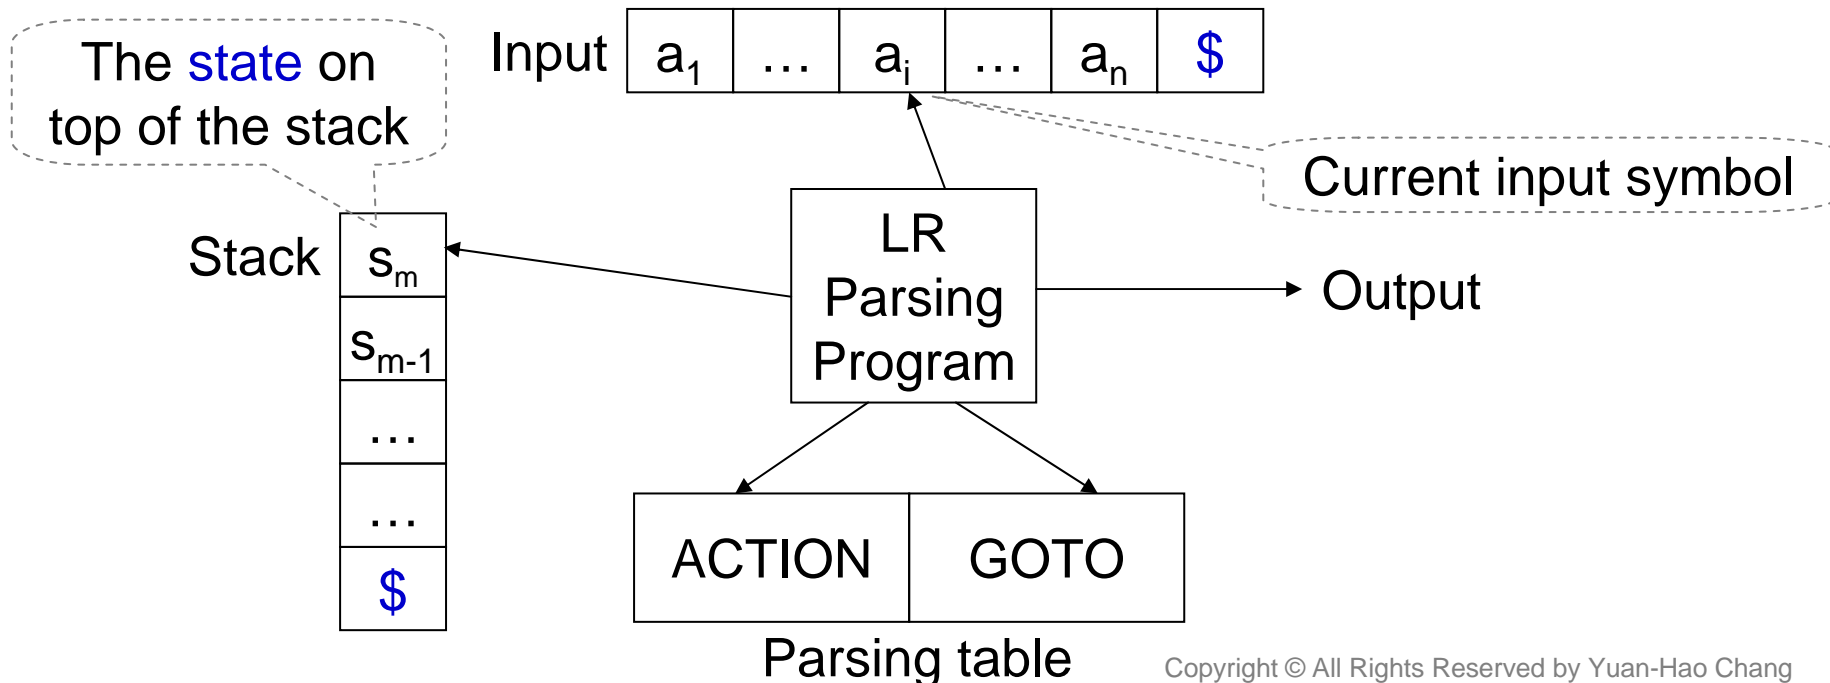 The state on
top of the stack
Input a₁ … aᵢ … aₙ $
Current input symbol
Stack sₘ
sₘ₋₁
…
…
$
LR
Parsing
Program
Output
ACTION GOTO
Parsing table
Copyright © All Rights Reserved by Yuan-Hao Chang